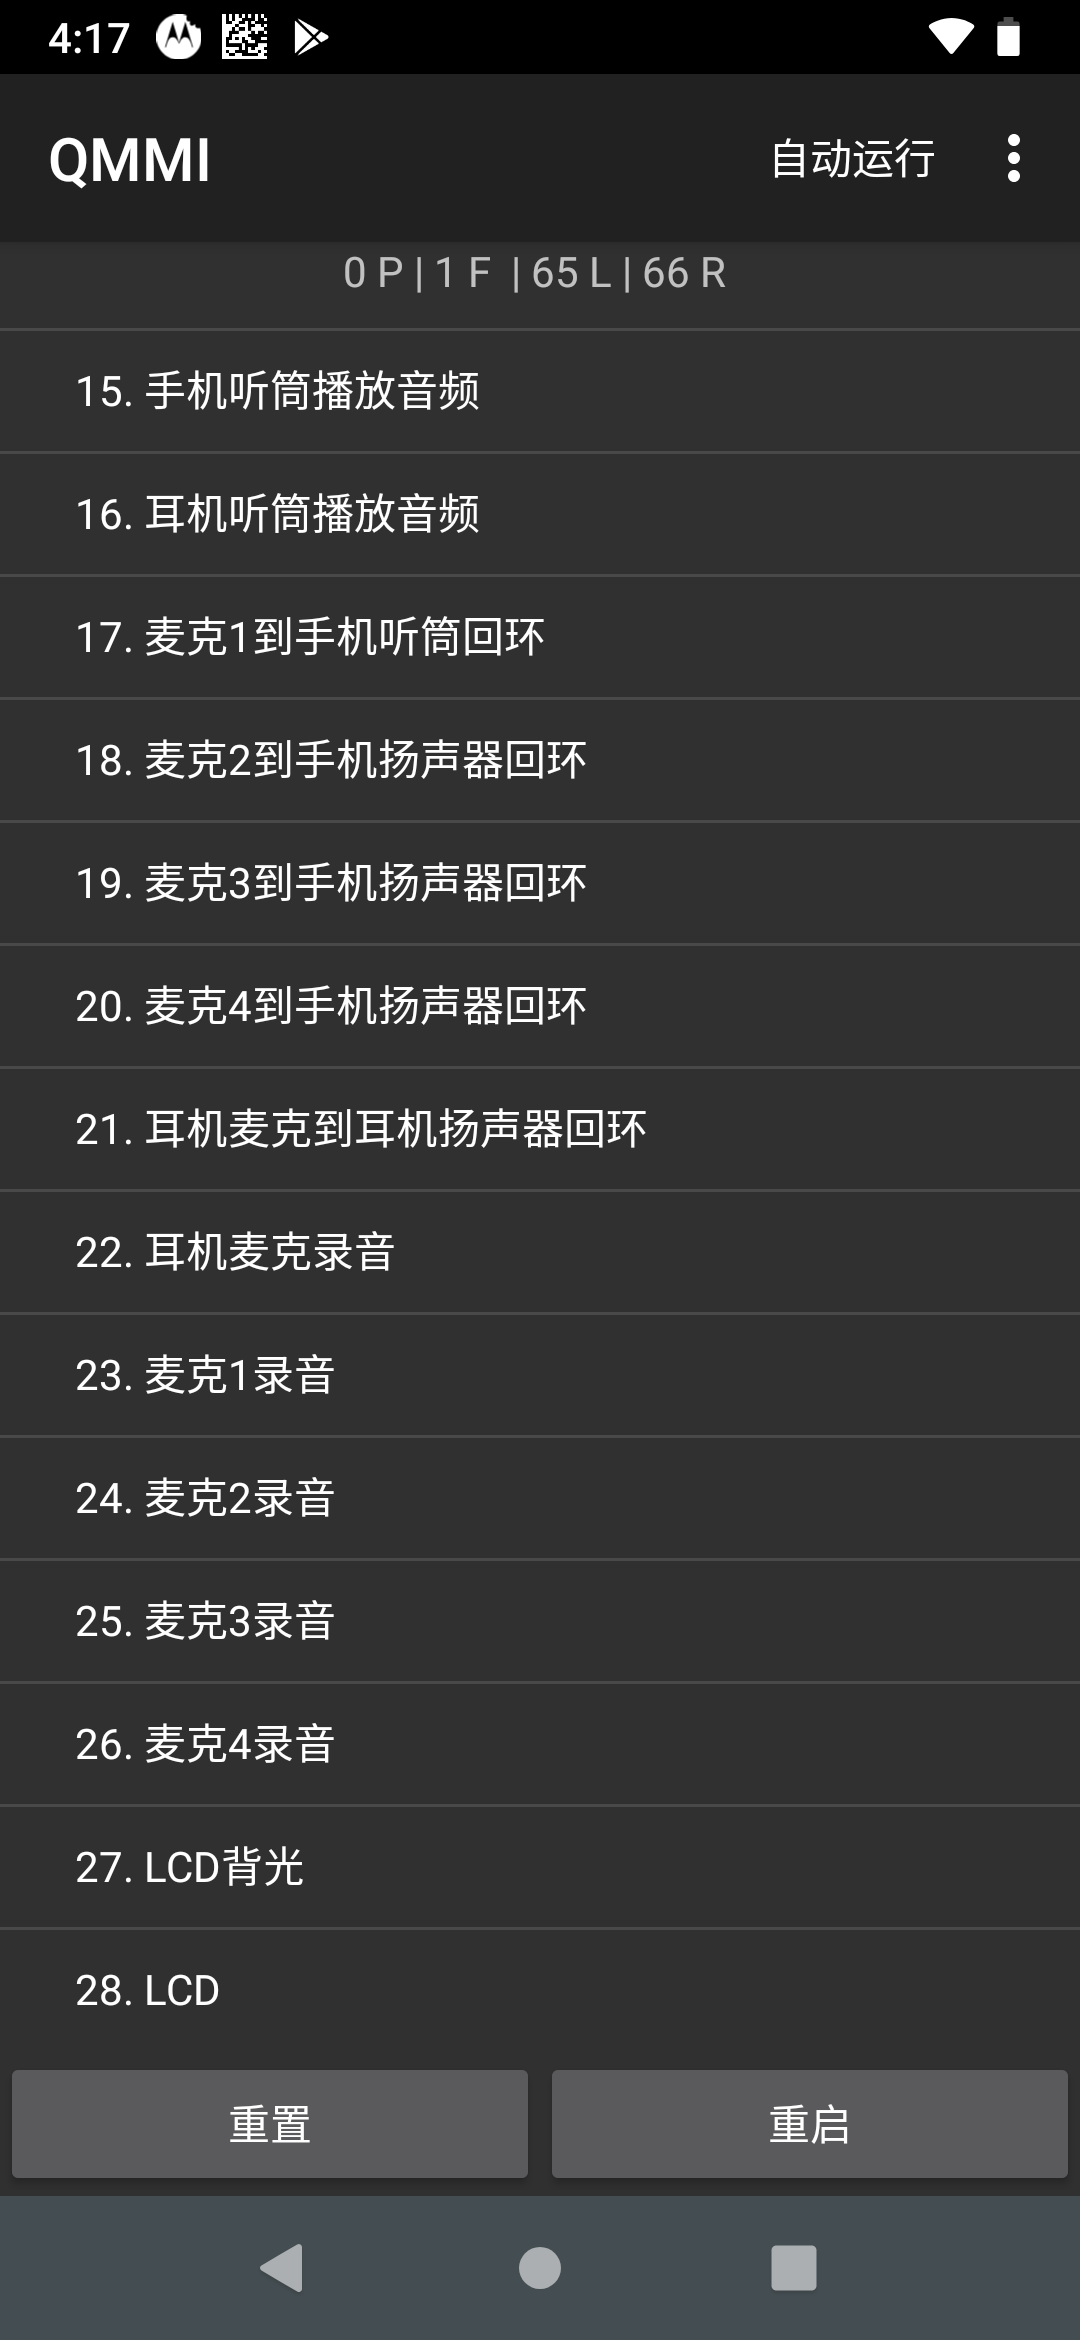 4:17
QMMI 自动运行
0 P | 1 F | 65 L | 66 R
15. 手机听筒播放音频
16. 耳机听筒播放音频
17. 麦克1到手机听筒回环
18. 麦克2到手机扬声器回环
19. 麦克3到手机扬声器回环
20. 麦克4到手机扬声器回环
21. 耳机麦克到耳机扬声器回环
22. 耳机麦克录音
23. 麦克1录音
24. 麦克2录音
25. 麦克3录音
26. 麦克4录音
27. LCD背光
28. LCD
重置 重启